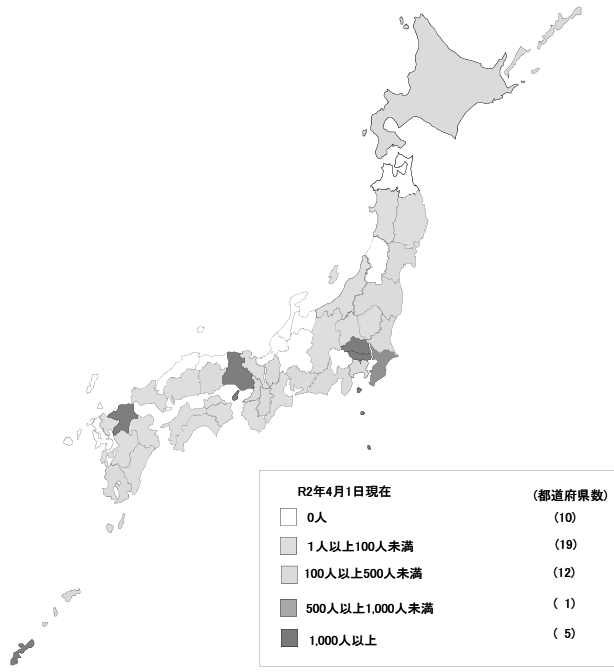 R2年4月1日現在
(都道府県数)
0人 (10)
1人以上100人未満 (19)
100人以上500人未満 (12)
500人以上1,000人未満 ( 1)
1,000人以上 ( 5)